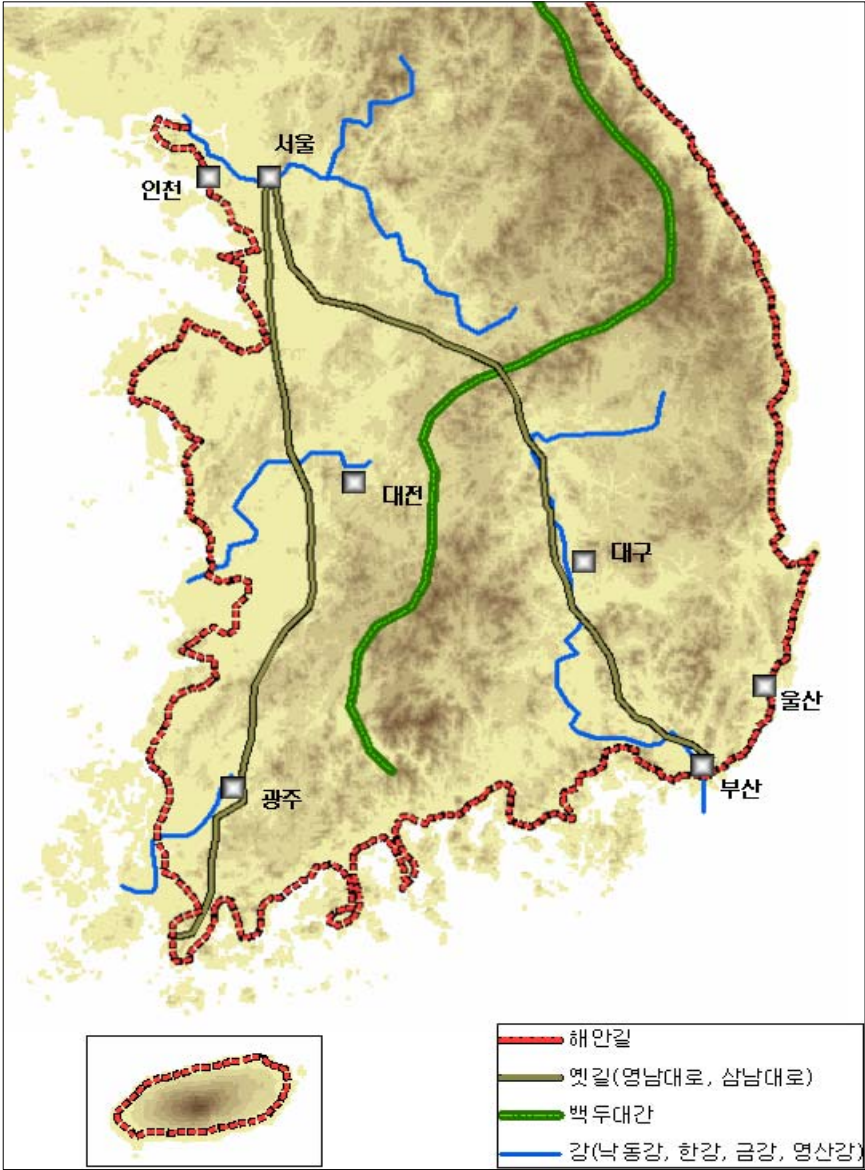 서울
인천
대전
대구
울산
부산
광주
해안길
옛길(영남대로, 삼남대로)
백두대간
강(낙동강, 한강, 금강, 영산강)